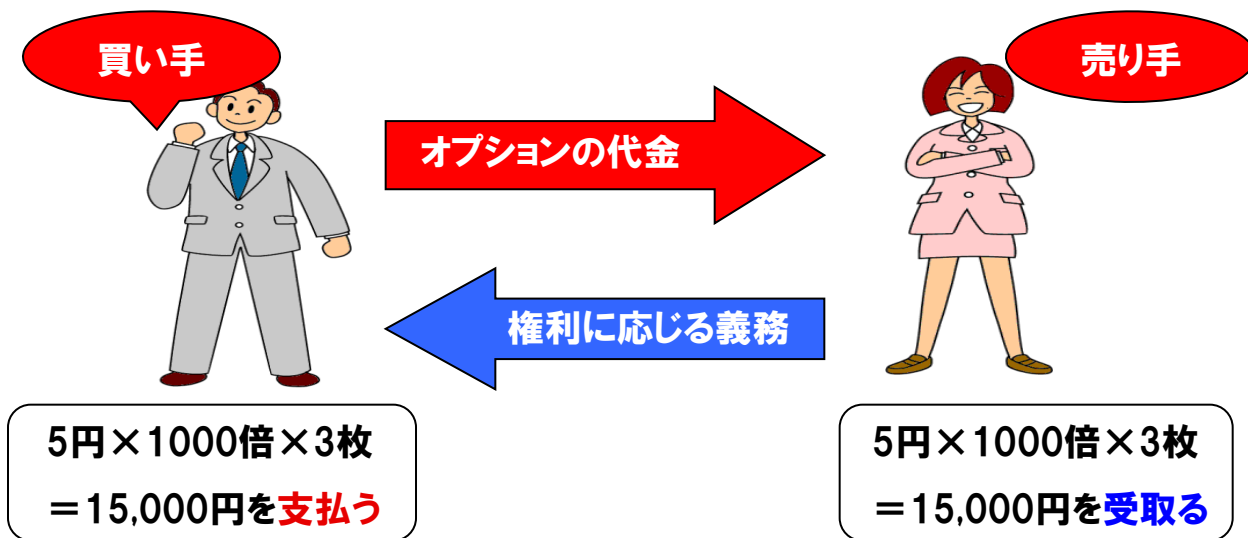 買い手
売り手
オプションの代金
権利に応じる義務
5円×1000倍×3枚
=15,000円を支払う
5円×1000倍×3枚
=15,000円を受取る